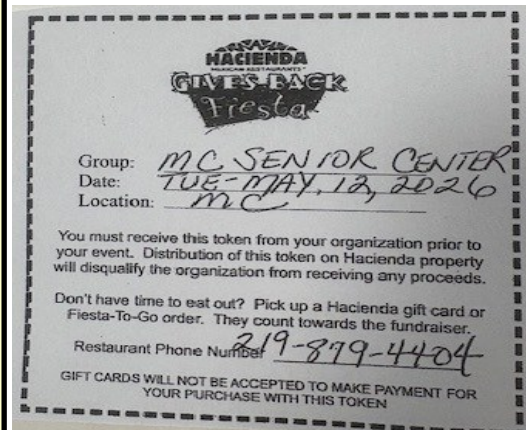 HACIENDA
MEXICAN RESTAURANTS
GIVES BACK
Fiesta
Group: MC SENIOR CENTER
Date: TUE-MAY, 12, 2026
Location: MC
You must receive this token from your organization prior to
your event. Distribution of this token on Hacienda property
will disqualify the organization from receiving any proceeds.
Don't have time to eat out? Pick up a Hacienda gift card or
Fiesta-To-Go order. They count towards the fundraiser.
Restaurant Phone Number 219-879-4404
GIFT CARDS WILL NOT BE ACCEPTED TO MAKE PAYMENT FOR
YOUR PURCHASE WITH THIS TOKEN